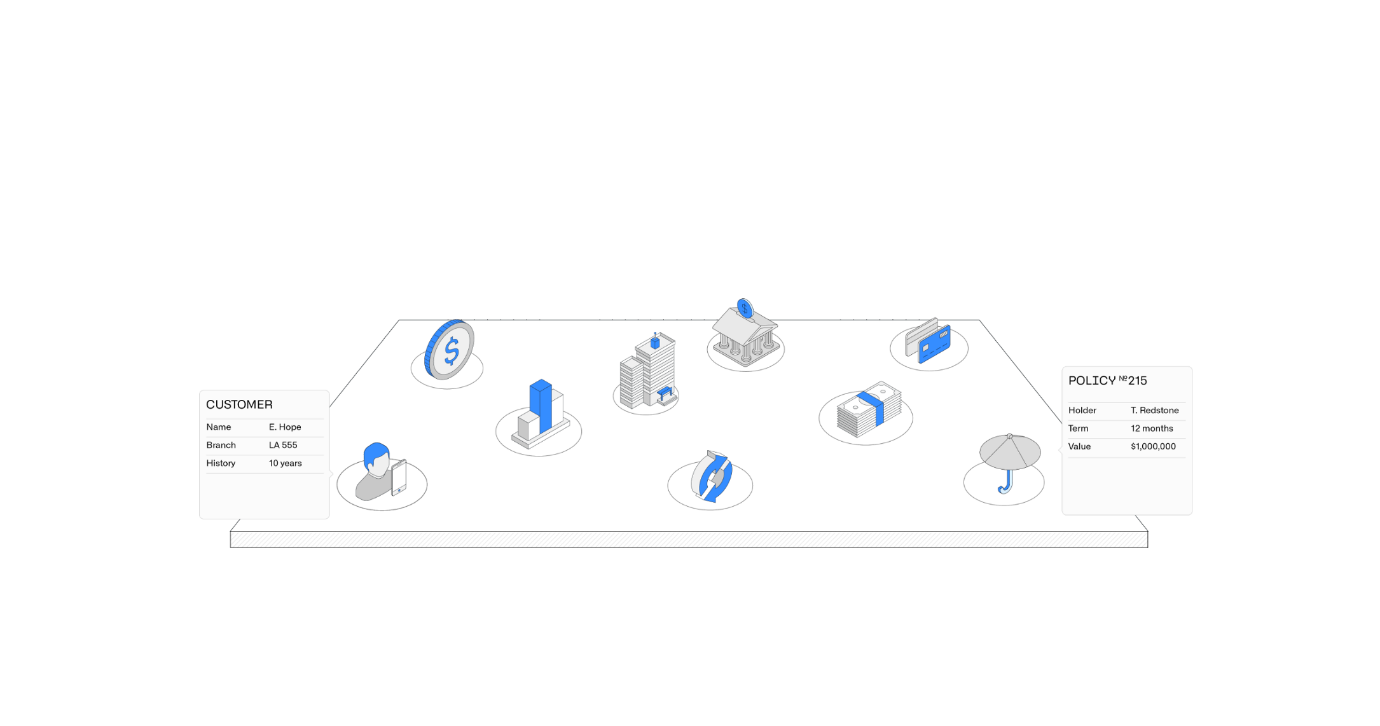 CUSTOMER
Name E. Hope
Branch LA 555
History 10 years
POLICY №215
Holder T. Redstone
Term 12 months
Value $1,000,000
$